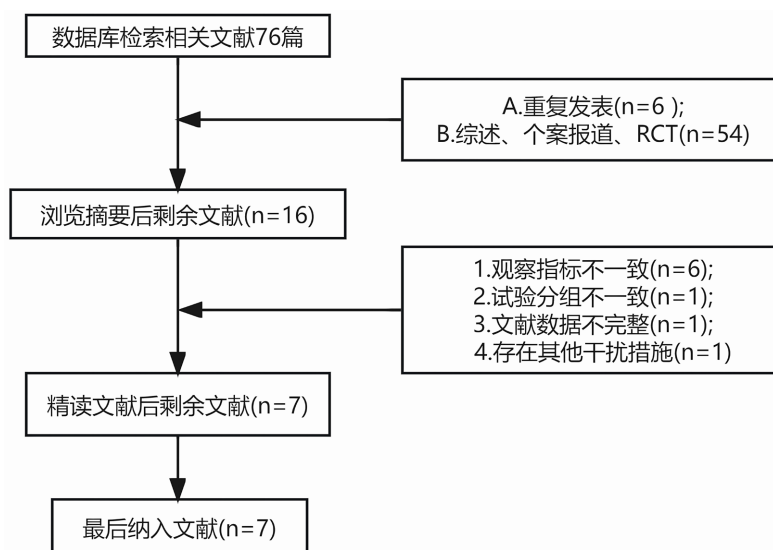 数据库检索相关文献76篇
A.重复发表(n=6 );
B.综述、个案报道、RCT(n=54)
浏览摘要后剩余文献(n=16)
1.观察指标不一致(n=6);
2.试验分组不一致(n=1);
3.文献数据不完整(n=1);
4.存在其他干扰措施(n=1)
精读文献后剩余文献(n=7)
最后纳入文献(n=7)